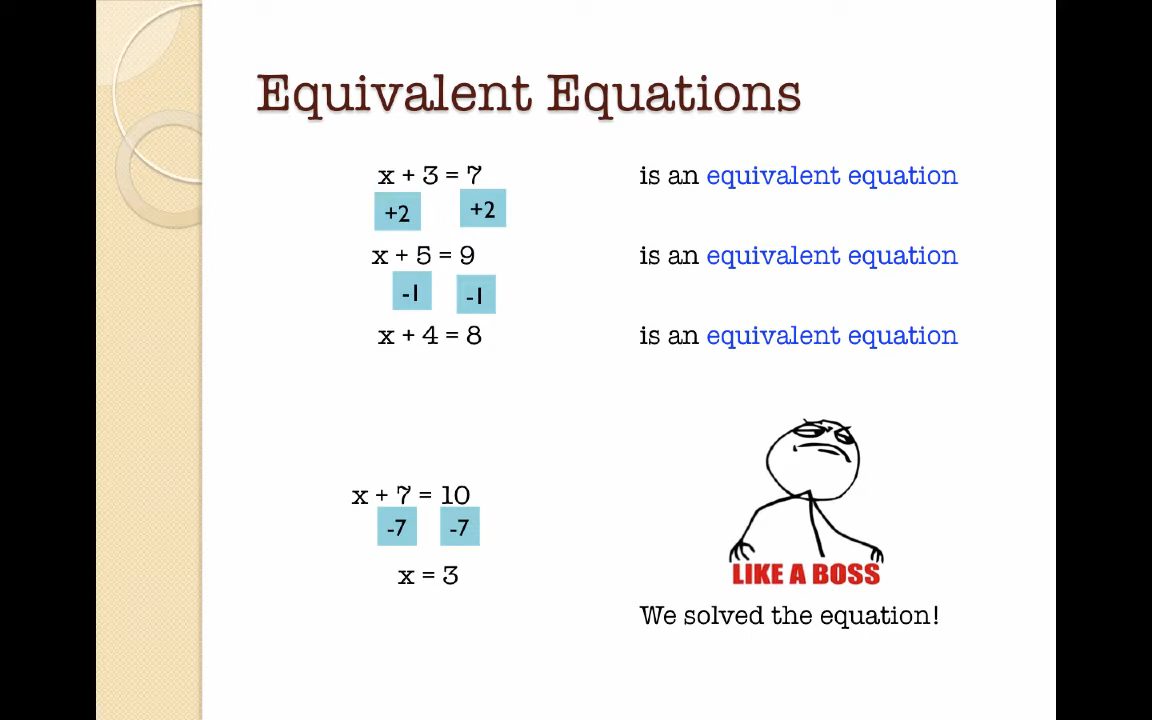 Equivalent Equations
x + 3 = 7 is an equivalent equation
+2 +2
x + 5 = 9 is an equivalent equation
-1 -1
x + 4 = 8 is an equivalent equation
x + 7 = 10
-7 -7
x = 3
LIKE A BOSS
We solved the equation!